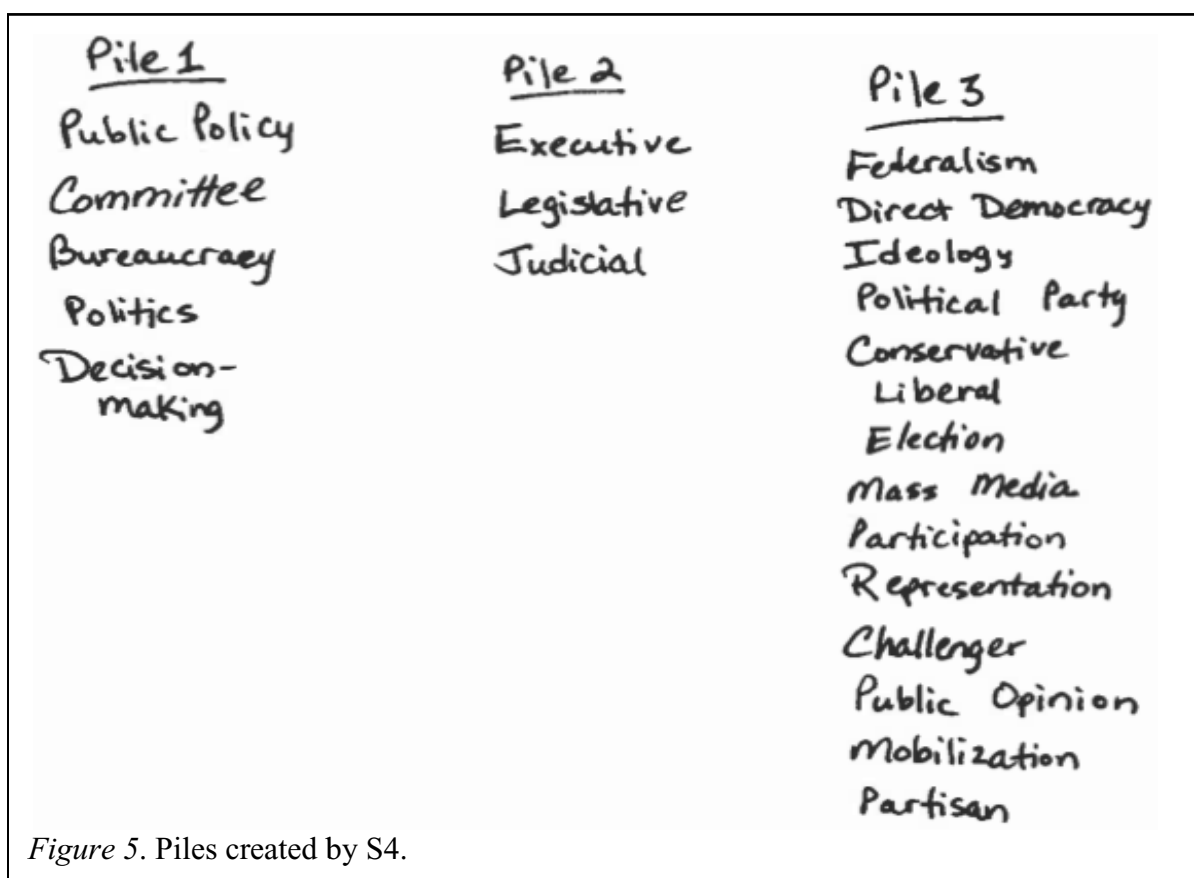 Pile 1
Public Policy
Committee
Bureaucracy
Politics
Decision-
making
Pile 2
Executive
Legislative
Judicial
Pile 3
Federalism
Direct Democracy
Ideology
Political Party
Conservative
Liberal
Election
Mass Media
Participation
Representation
Challenger
Public Opinion
Mobilization
Partisan
Figure 5. Piles created by S4.